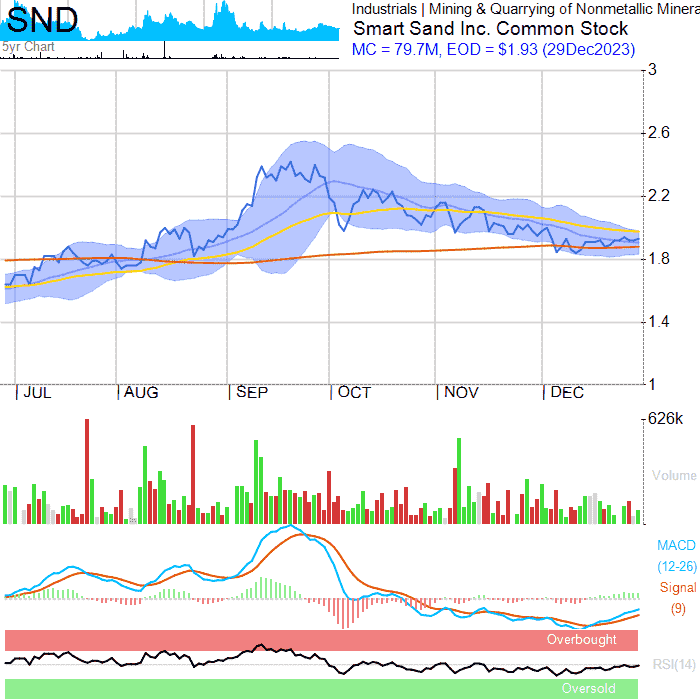 SND
5yr Chart
Industrials | Mining & Quarrying of Nonmetallic Minera
Smart Sand Inc. Common Stock
MC = 79.7M, EOD = $1.93 (29Dec2023)
3
2.6
2.2
1.8
1.4
1
JUL
AUG
SEP
OCT
NOV
DEC
626k
Volume
MACD
(12-26)
Signal
(9)
Overbought
RSI(14)
Oversold